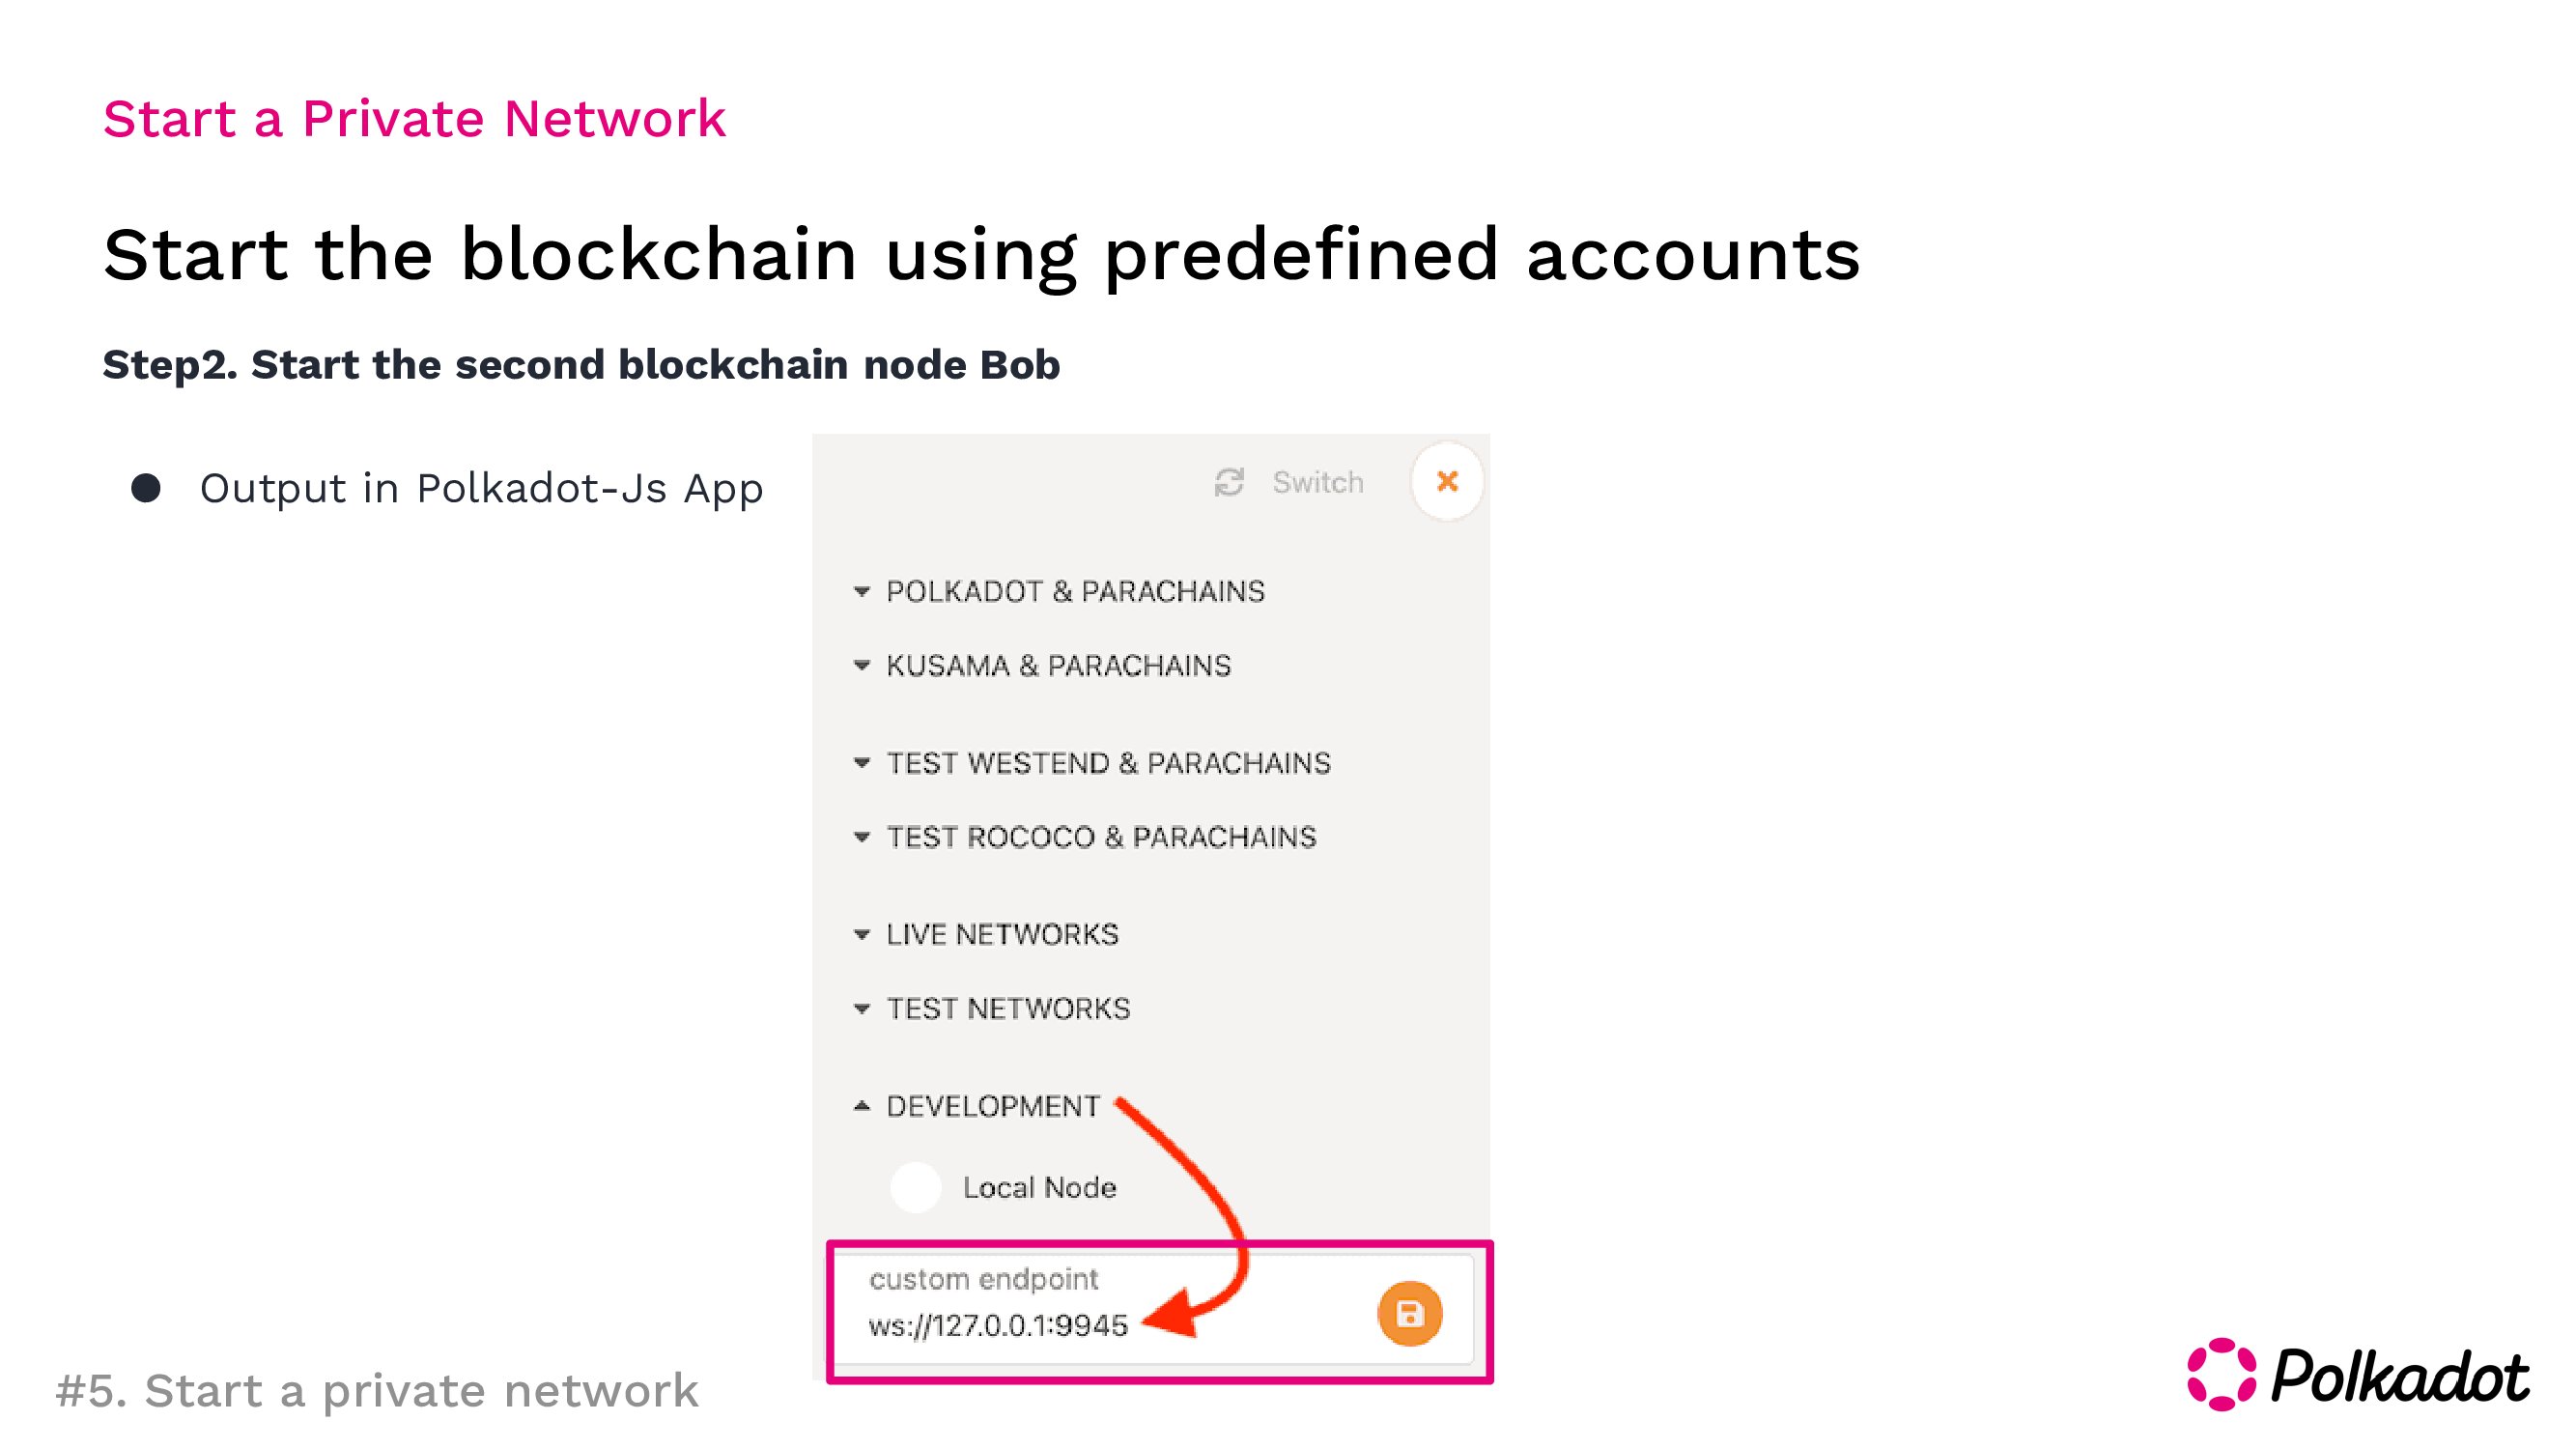 Start a Private Network
Start the blockchain using predefined accounts
Step2. Start the second blockchain node Bob
● Output in Polkadot-Js App
Switch
POLKADOT & PARACHAINS
KUSAMA & PARACHAINS
TEST WESTEND & PARACHAINS
TEST ROCOCO & PARACHAINS
LIVE NETWORKS
TEST NETWORKS
DEVELOPMENT
Local Node
custom endpoint
ws://127.0.0.1:9945
#5. Start a private network
Polkadot